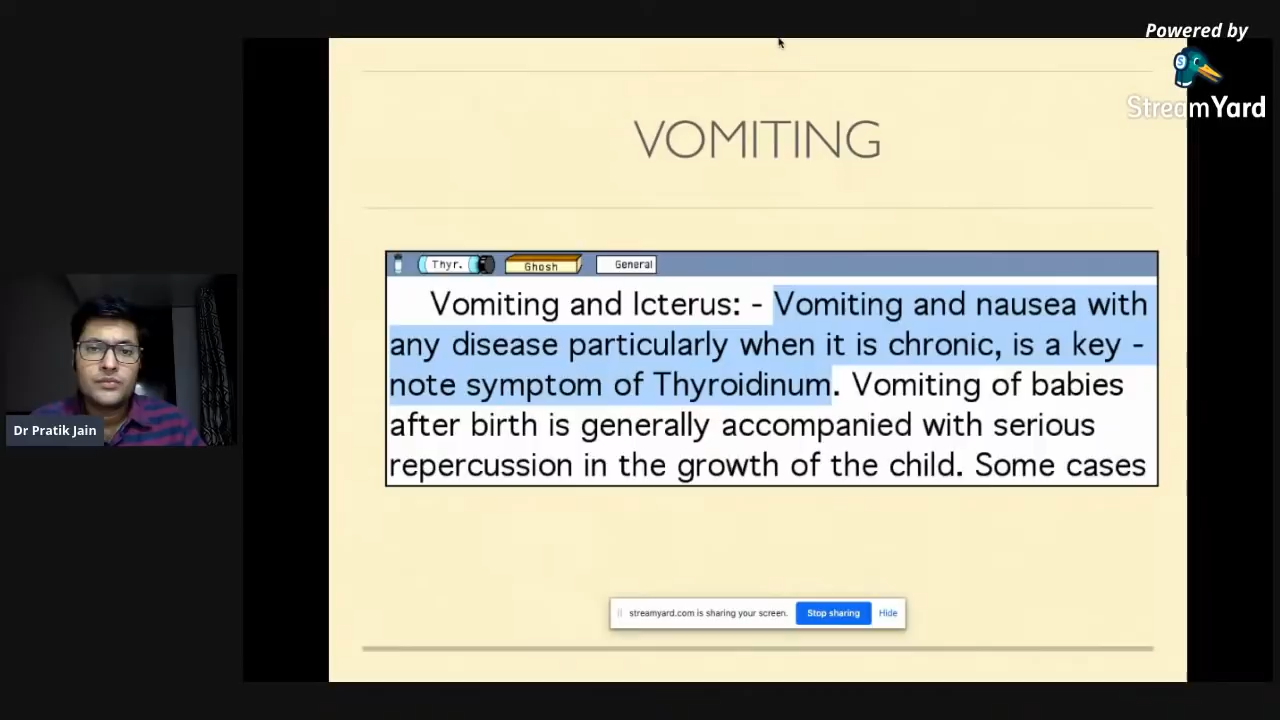 Powered by
StreamYard
VOMITING
Thyr.
Ghosh
General
Vomiting and Icterus: - Vomiting and nausea with
any disease particularly when it is chronic, is a key -
note symptom of Thyroidinum. Vomiting of babies
after birth is generally accompanied with serious
repercussion in the growth of the child. Some cases
Dr Pratik Jain
streamyard.com is sharing your screen.
Stop sharing
Hide